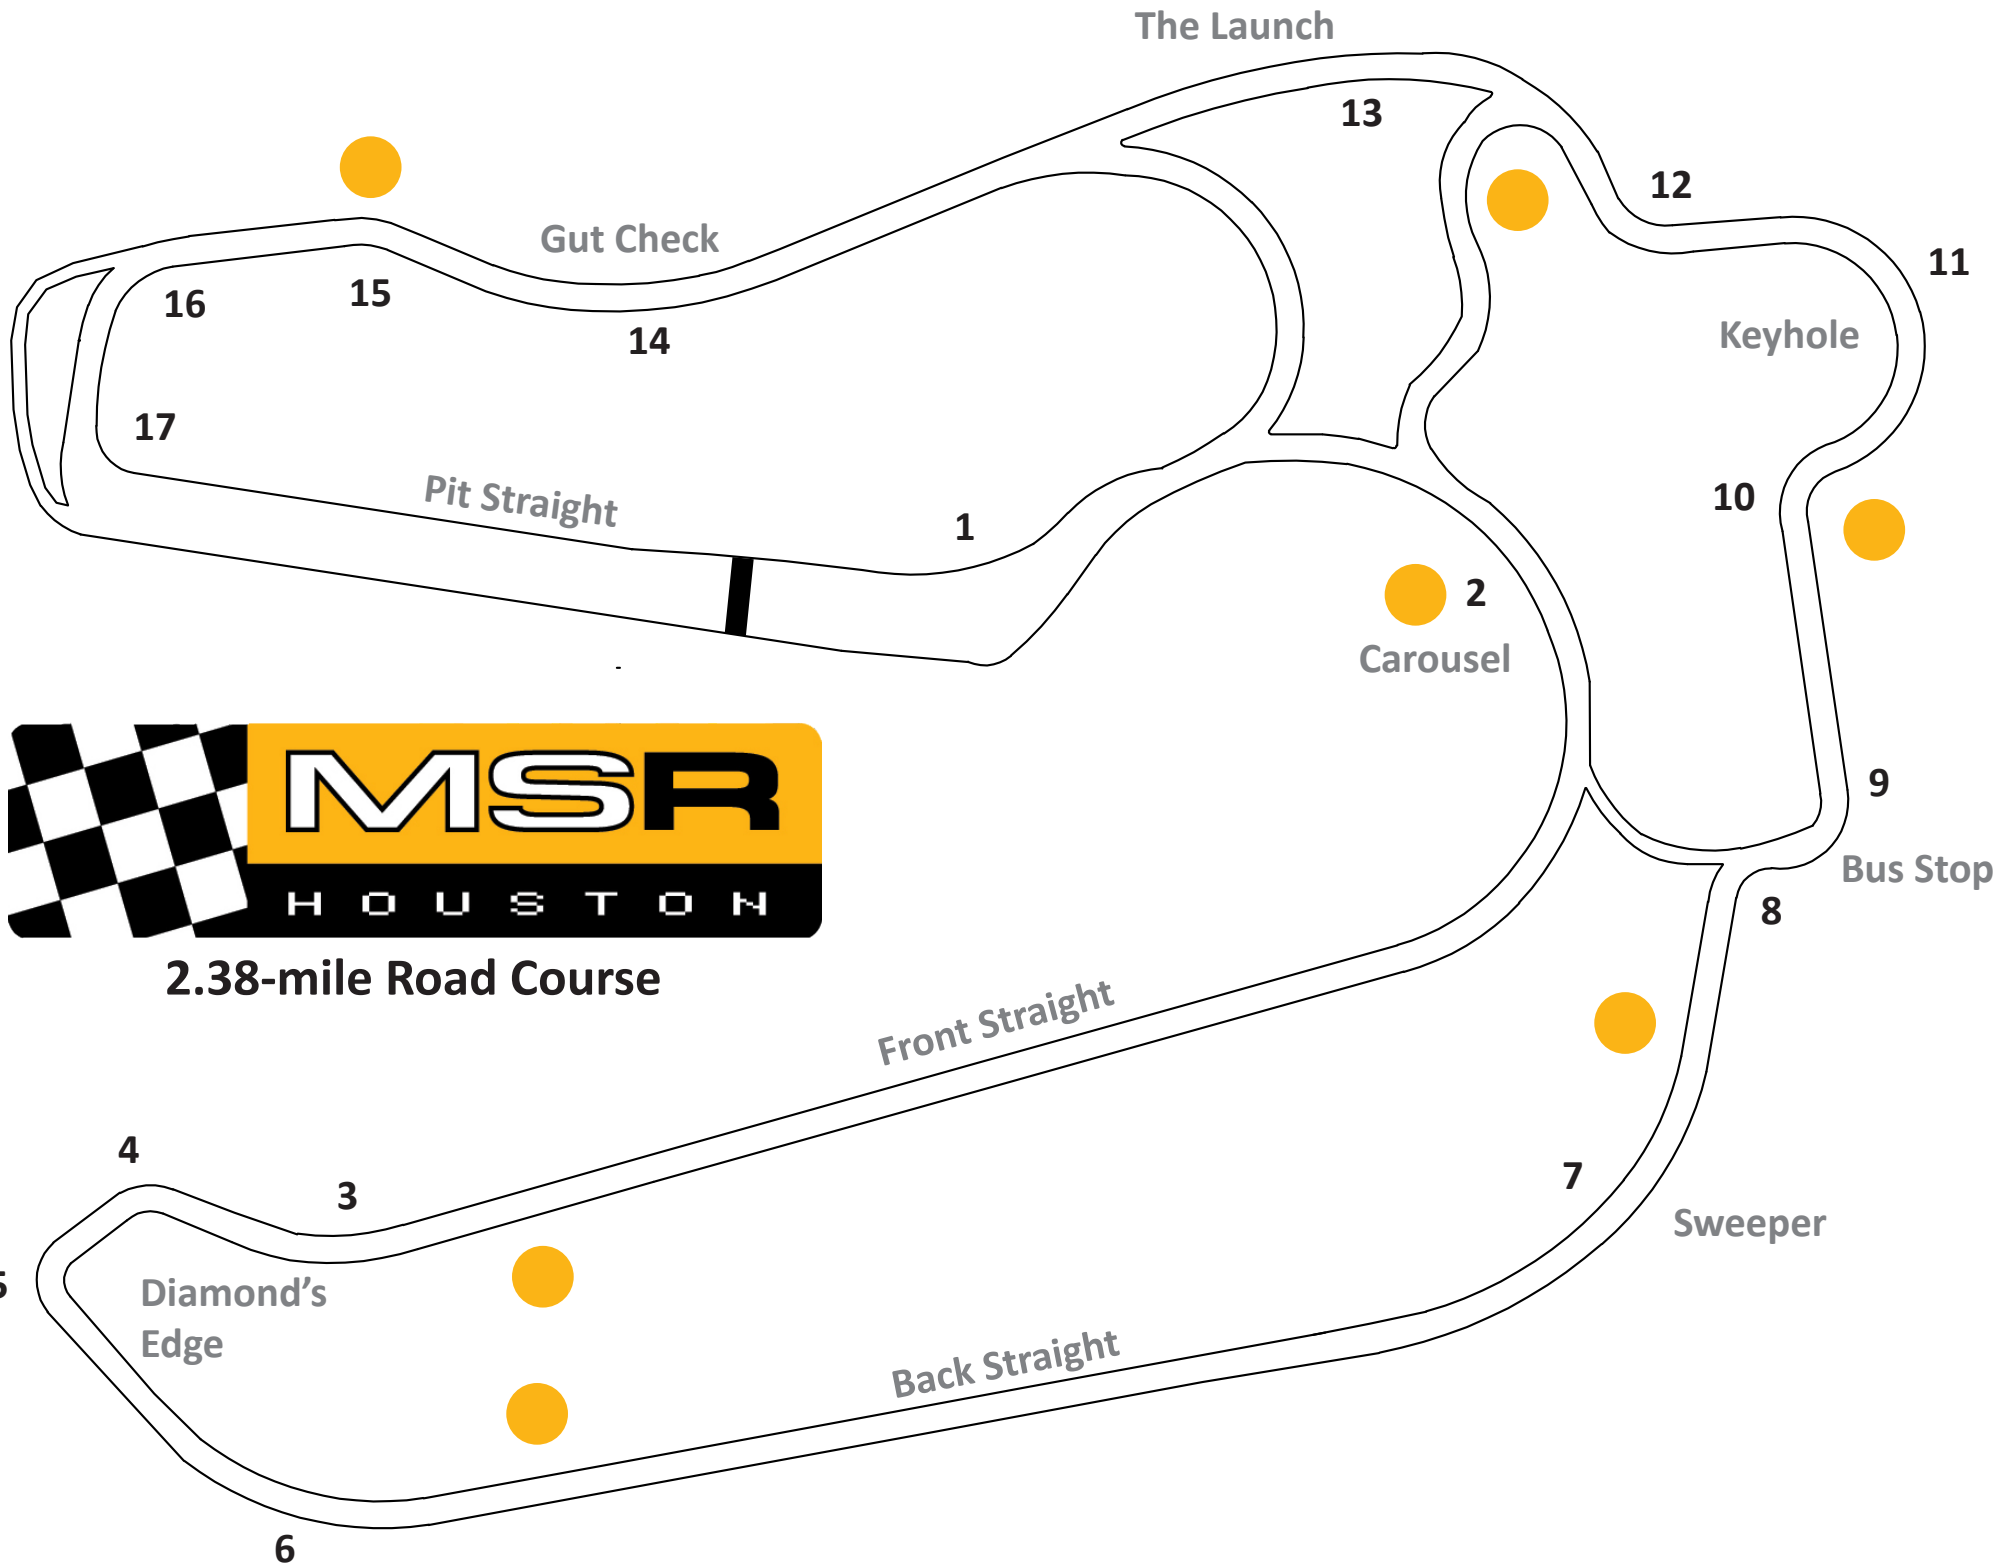 The Launch
13
12
Gut Check
11
16
15
14
Keyhole
17
Pit Straight
10
1
2
Carousel
9
MSR
HOUSTON
2.38-mile Road Course
Bus Stop
8
Front Straight
4
3
7
Sweeper
5
Diamond's
Edge
Back Straight
6